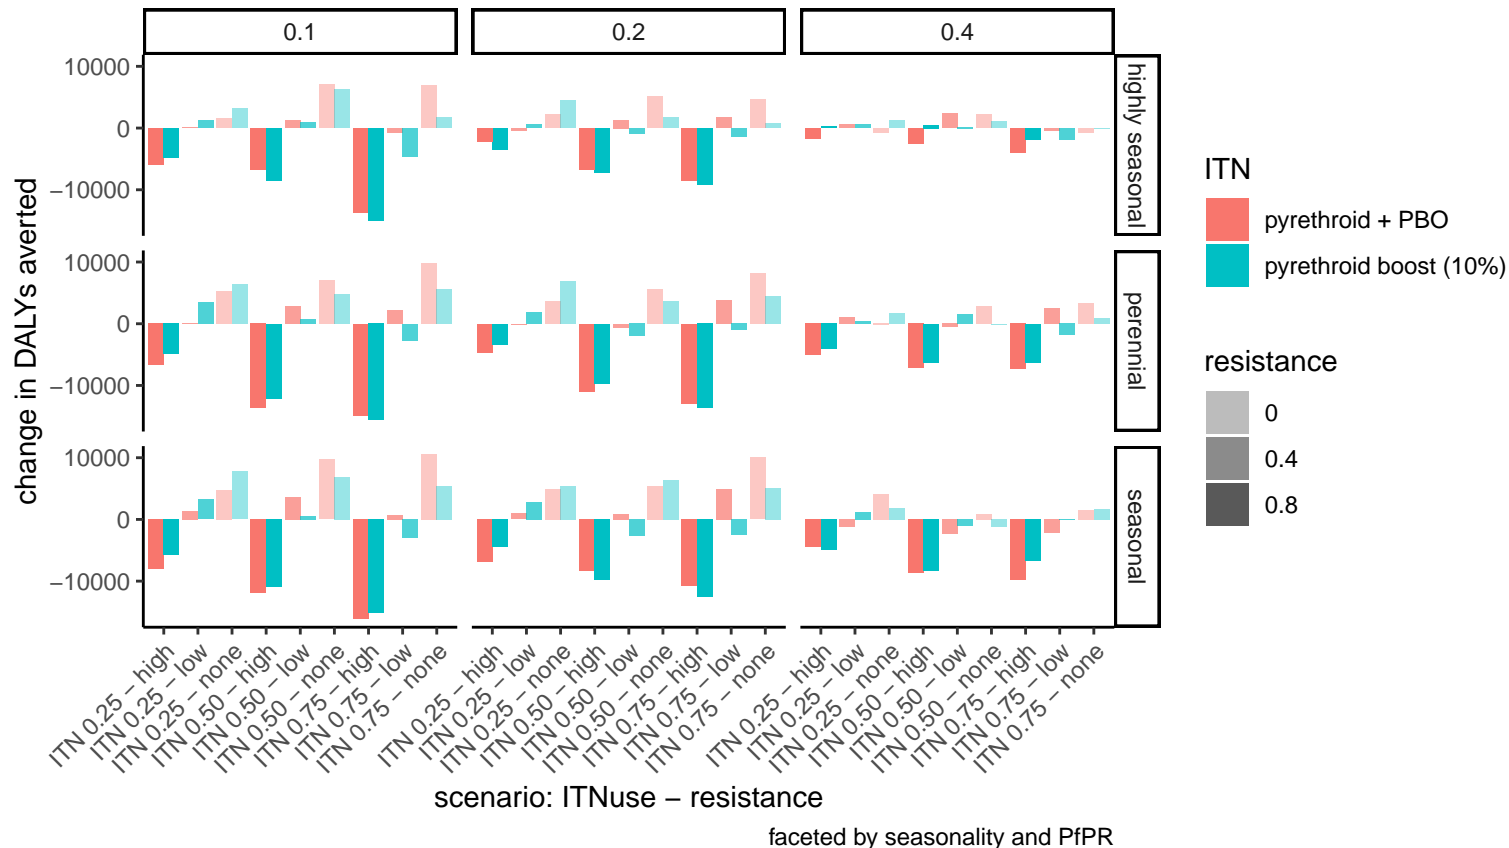 0.1
0.2
0.4
10000
0
−10000
highly seasonal
10000
0
−10000
perennial
10000
0
−10000
seasonal
change in DALYs averted
ITN 0.25 − high
ITN 0.25 − low
ITN 0.25 − none
ITN 0.50 − high
ITN 0.50 − low
ITN 0.50 − none
ITN 0.75 − high
ITN 0.75 − low
ITN 0.75 − none
ITN 0.25 − high
ITN 0.25 − low
ITN 0.25 − none
ITN 0.50 − high
ITN 0.50 − low
ITN 0.50 − none
ITN 0.75 − high
ITN 0.75 − low
ITN 0.75 − none
ITN 0.25 − high
ITN 0.25 − low
ITN 0.25 − none
ITN 0.50 − high
ITN 0.50 − low
ITN 0.50 − none
ITN 0.75 − high
ITN 0.75 − low
ITN 0.75 − none
scenario: ITNuse − resistance
faceted by seasonality and PfPR
ITN
pyrethroid + PBO
pyrethroid boost (10%)
resistance
0
0.4
0.8